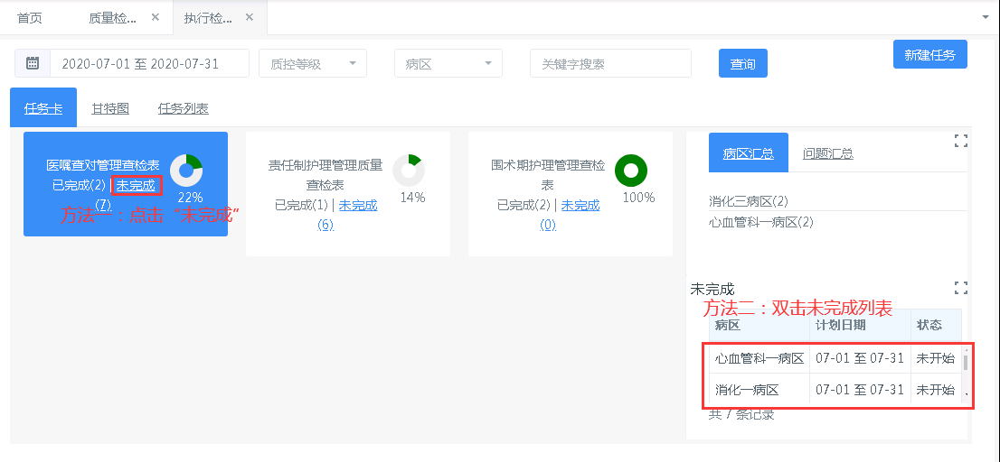 首页 质量检... × 执行检... ×
2020-07-01 至 2020-07-31 质控等级 病区 关键字搜索 查询 新建任务
任务卡 甘特图 任务列表
医嘱查对管理查检表
已完成(2) | 未完成
(7)
22%
方法一：点击“未完成”
责任制护理管理质量
查检表
已完成(1) | 未完成
(6)
14%
围术期护理管理查检
表
已完成(2) | 未完成
(0)
100%
病区汇总 问题汇总
消化三病区(2)
心血管科一病区(2)
未完成
方法二：双击未完成列表
病区 计划日期 状态
心血管科一病区 07-01 至 07-31 未开始
消化一病区 07-01 至 07-31 未开始
共 7 条记录